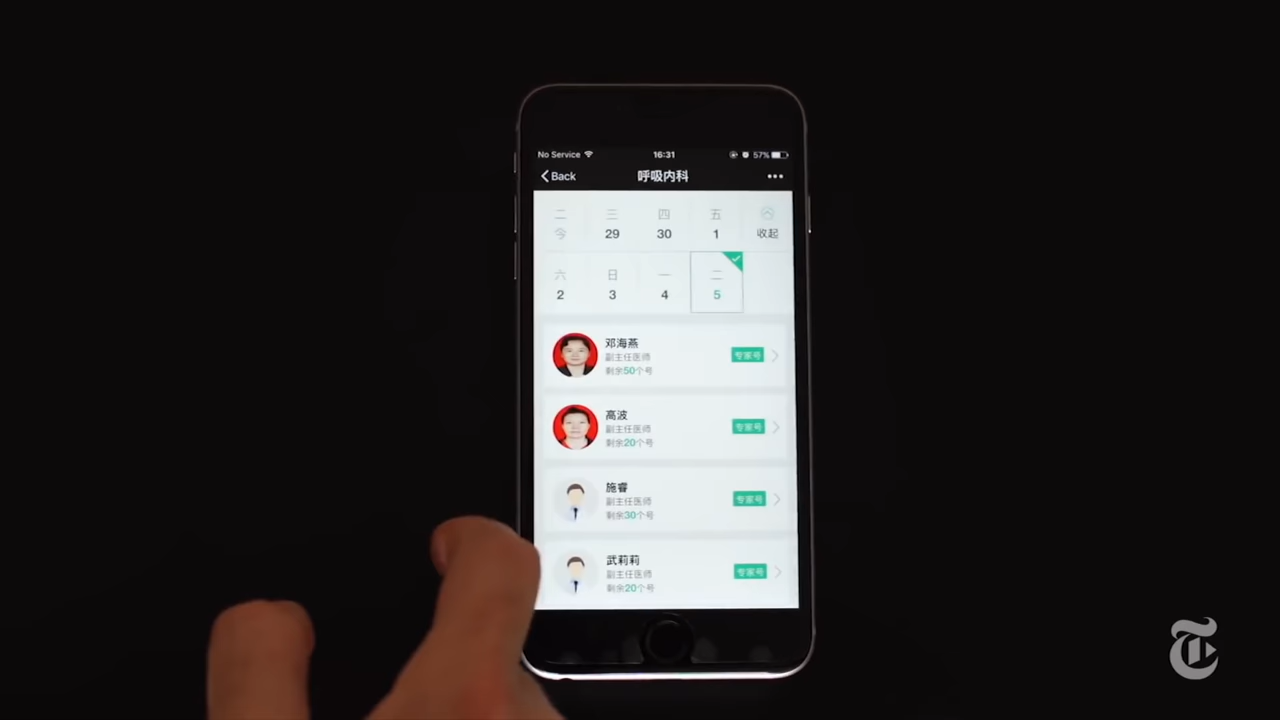 No Service 16:31 57%
Back 呼吸内科
二 三 四 五
今 29 30 1 收起
六 日 一 二
2 3 4 5
邓海燕
副主任医师 专家号
剩余50个号
高波
副主任医师 专家号
剩余20个号
施睿
副主任医师 专家号
剩余30个号
武莉莉
副主任医师 专家号
剩余20个号
T